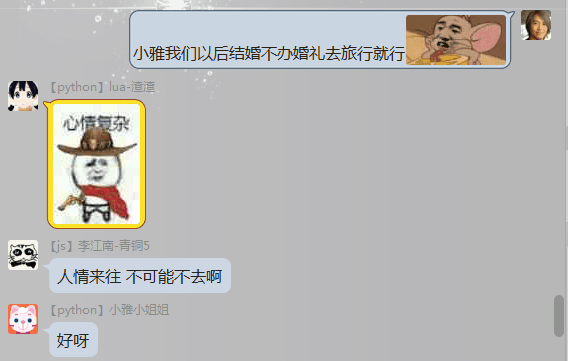 小雅我们以后结婚不办婚礼去旅行就行
【python】lua-渣渣
心情复杂
【js】李江南-青铜5
人情来往 不可能不去啊
【python】小雅小姐姐
好呀